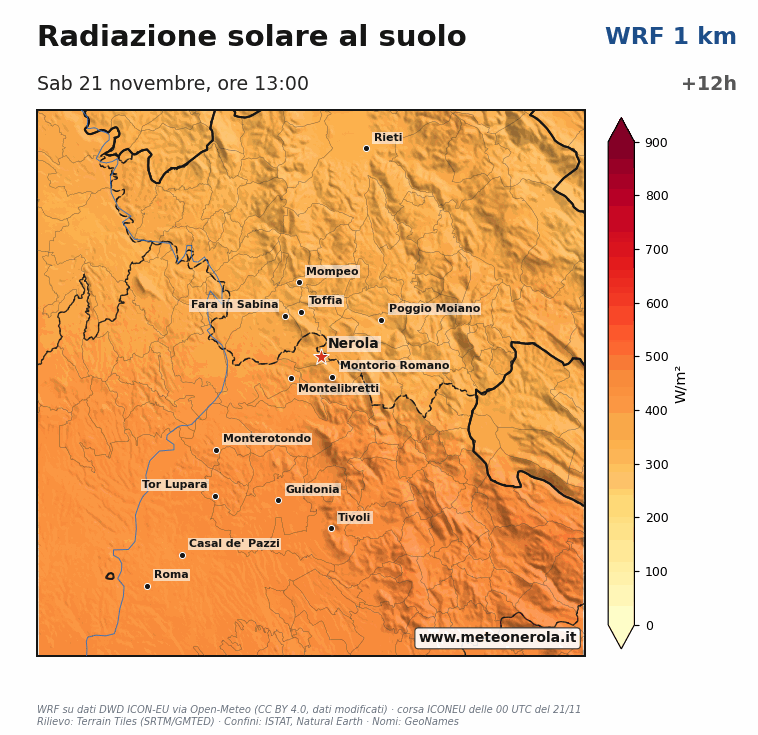 Radiazione solare al suolo
WRF 1 km
Sab 21 novembre, ore 13:00
+12h
Rieti
Mompeo
Fara in Sabina
Toffia
Poggio Moiano
Nerola
Montorio Romano
Montelibretti
Monterotondo
Tor Lupara
Guidonia
Tivoli
Casal de' Pazzi
Roma
www.meteonerola.it
900
800
700
600
500
400
300
200
100
0
W/m²
WRF su dati DWD ICON-EU via Open-Meteo (CC BY 4.0, dati modificati) · corsa ICONEU delle 00 UTC del 21/11
Rilievo: Terrain Tiles (SRTM/GMTED) · Confini: ISTAT, Natural Earth · Nomi: GeoNames